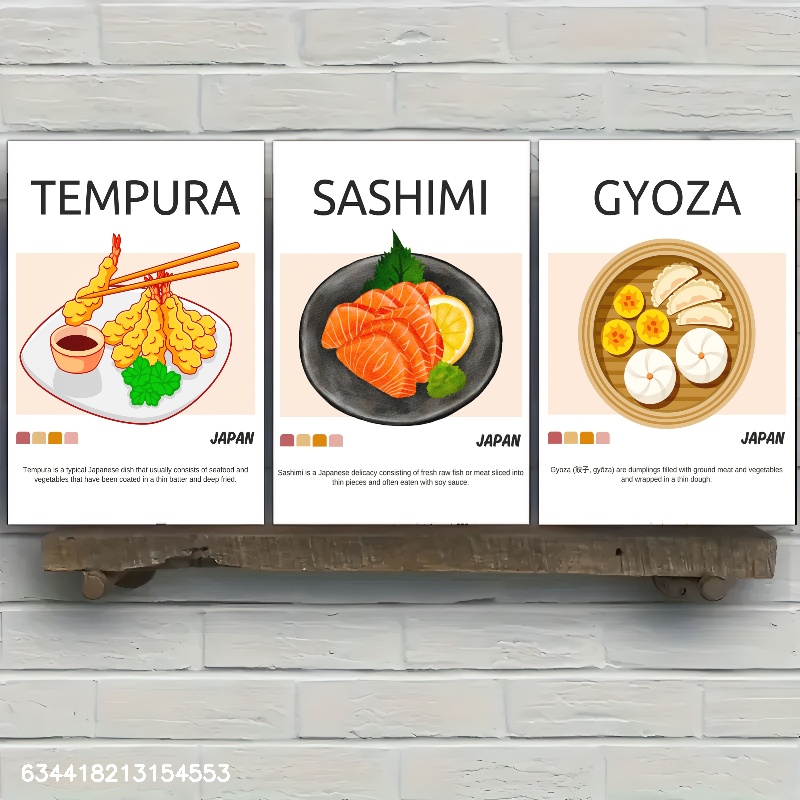 TEMPURA
JAPAN
Tempura is a typical Japanese dish that usually consists of seafood and
vegetables that have been coated in a thin batter and deep fried.
SASHIMI
JAPAN
Sashimi is a Japanese delicacy consisting of fresh raw fish or meat sliced into
thin pieces and often eaten with soy sauce.
GYOZA
JAPAN
Gyoza (餃子, gyōza) are dumplings filled with ground meat and vegetables
and wrapped in a thin dough.
634418213154553